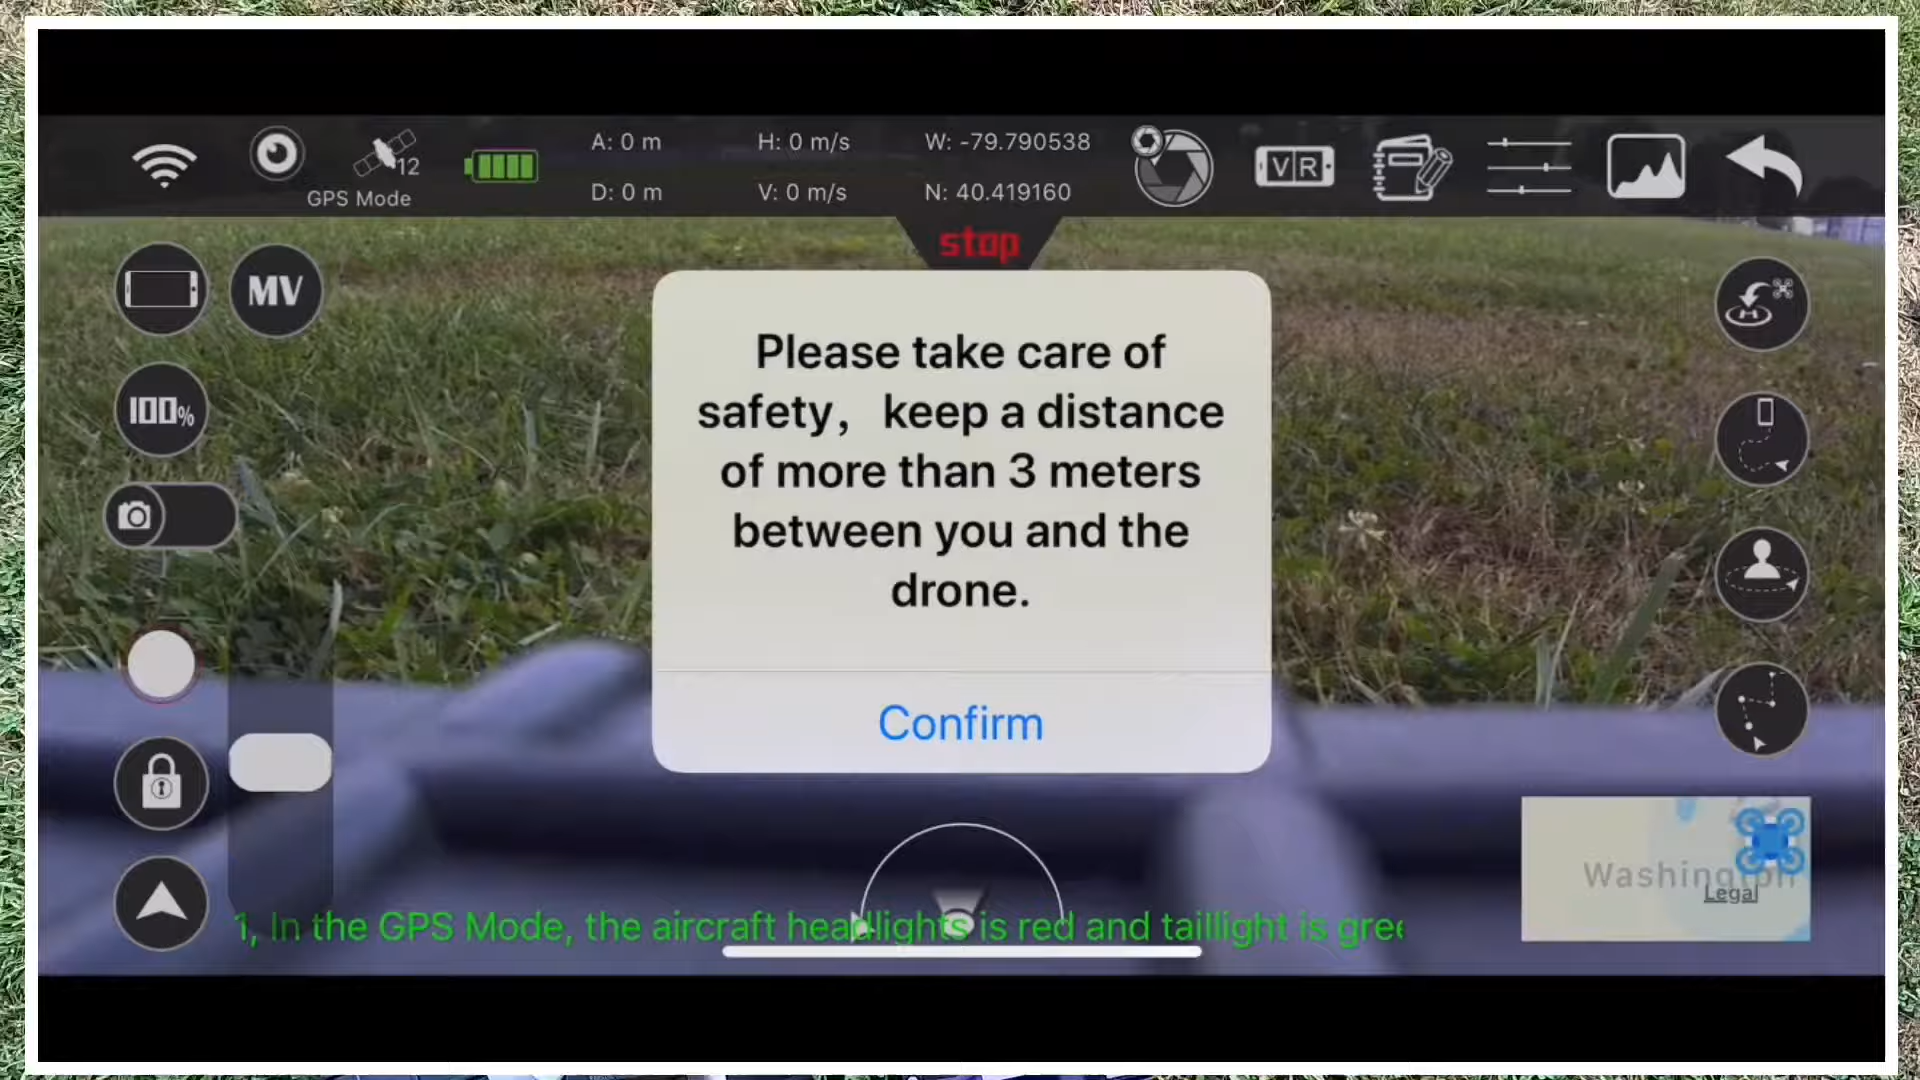 12
GPS Mode
A: 0 m
H: 0 m/s
W: -79.790538
D: 0 m
V: 0 m/s
N: 40.419160
VR
stop
MV
100%
Please take care of
safety， keep a distance
of more than 3 meters
between you and the
drone.
Confirm
H
Legal
1, In the GPS Mode, the aircraft headlights is red and taillight is gree